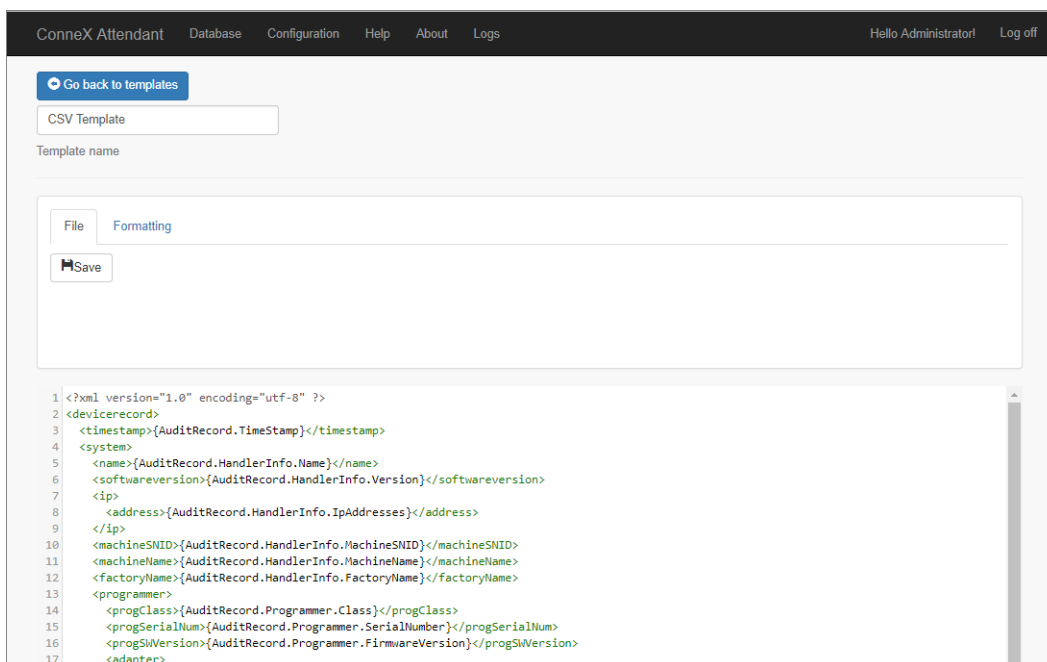 ConneX Attendant Database Configuration Help About Logs Hello Administrator! Log off
Go back to templates
CSV Template
Template name
File Formatting
Save
1 <?xml version="1.0" encoding="utf-8" ?>
2 <devicerecord>
3 <timestamp>{AuditRecord.TimeStamp}</timestamp>
4 <system>
5 <name>{AuditRecord.HandlerInfo.Name}</name>
6 <softwareversion>{AuditRecord.HandlerInfo.Version}</softwareversion>
7 <ip>
8 <address>{AuditRecord.HandlerInfo.IpAddresses}</address>
9 </ip>
10 <machineSNID>{AuditRecord.HandlerInfo.MachineSNID}</machineSNID>
11 <machineName>{AuditRecord.HandlerInfo.MachineName}</machineName>
12 <factoryName>{AuditRecord.HandlerInfo.FactoryName}</factoryName>
13 <programmer>
14 <progClass>{AuditRecord.Programmer.Class}</progClass>
15 <progSerialNum>{AuditRecord.Programmer.SerialNumber}</progSerialNum>
16 <progSWVersion>{AuditRecord.Programmer.FirmwareVersion}</progSWVersion>
17 <adapter>